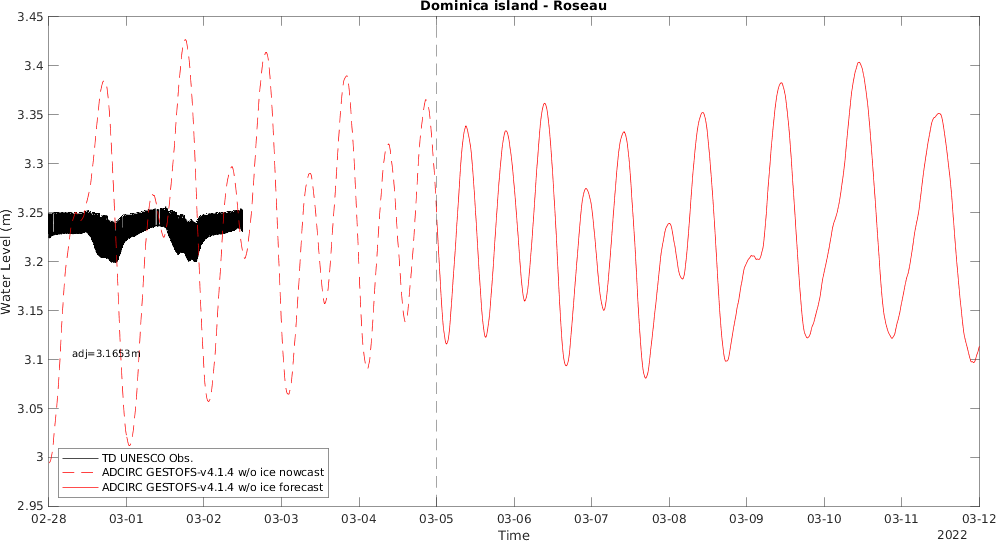 Dominica island - Roseau
3.45
3.4
3.35
3.3
3.25
3.2
3.15
3.1
3.05
3
2.95
Water Level (m)
adj=3.1653m
TD UNESCO Obs.
ADCIRC GESTOFS-v4.1.4 w/o ice nowcast
ADCIRC GESTOFS-v4.1.4 w/o ice forecast
02-28 03-01 03-02 03-03 03-04 03-05 03-06 03-07 03-08 03-09 03-10 03-11 03-12
Time
2022